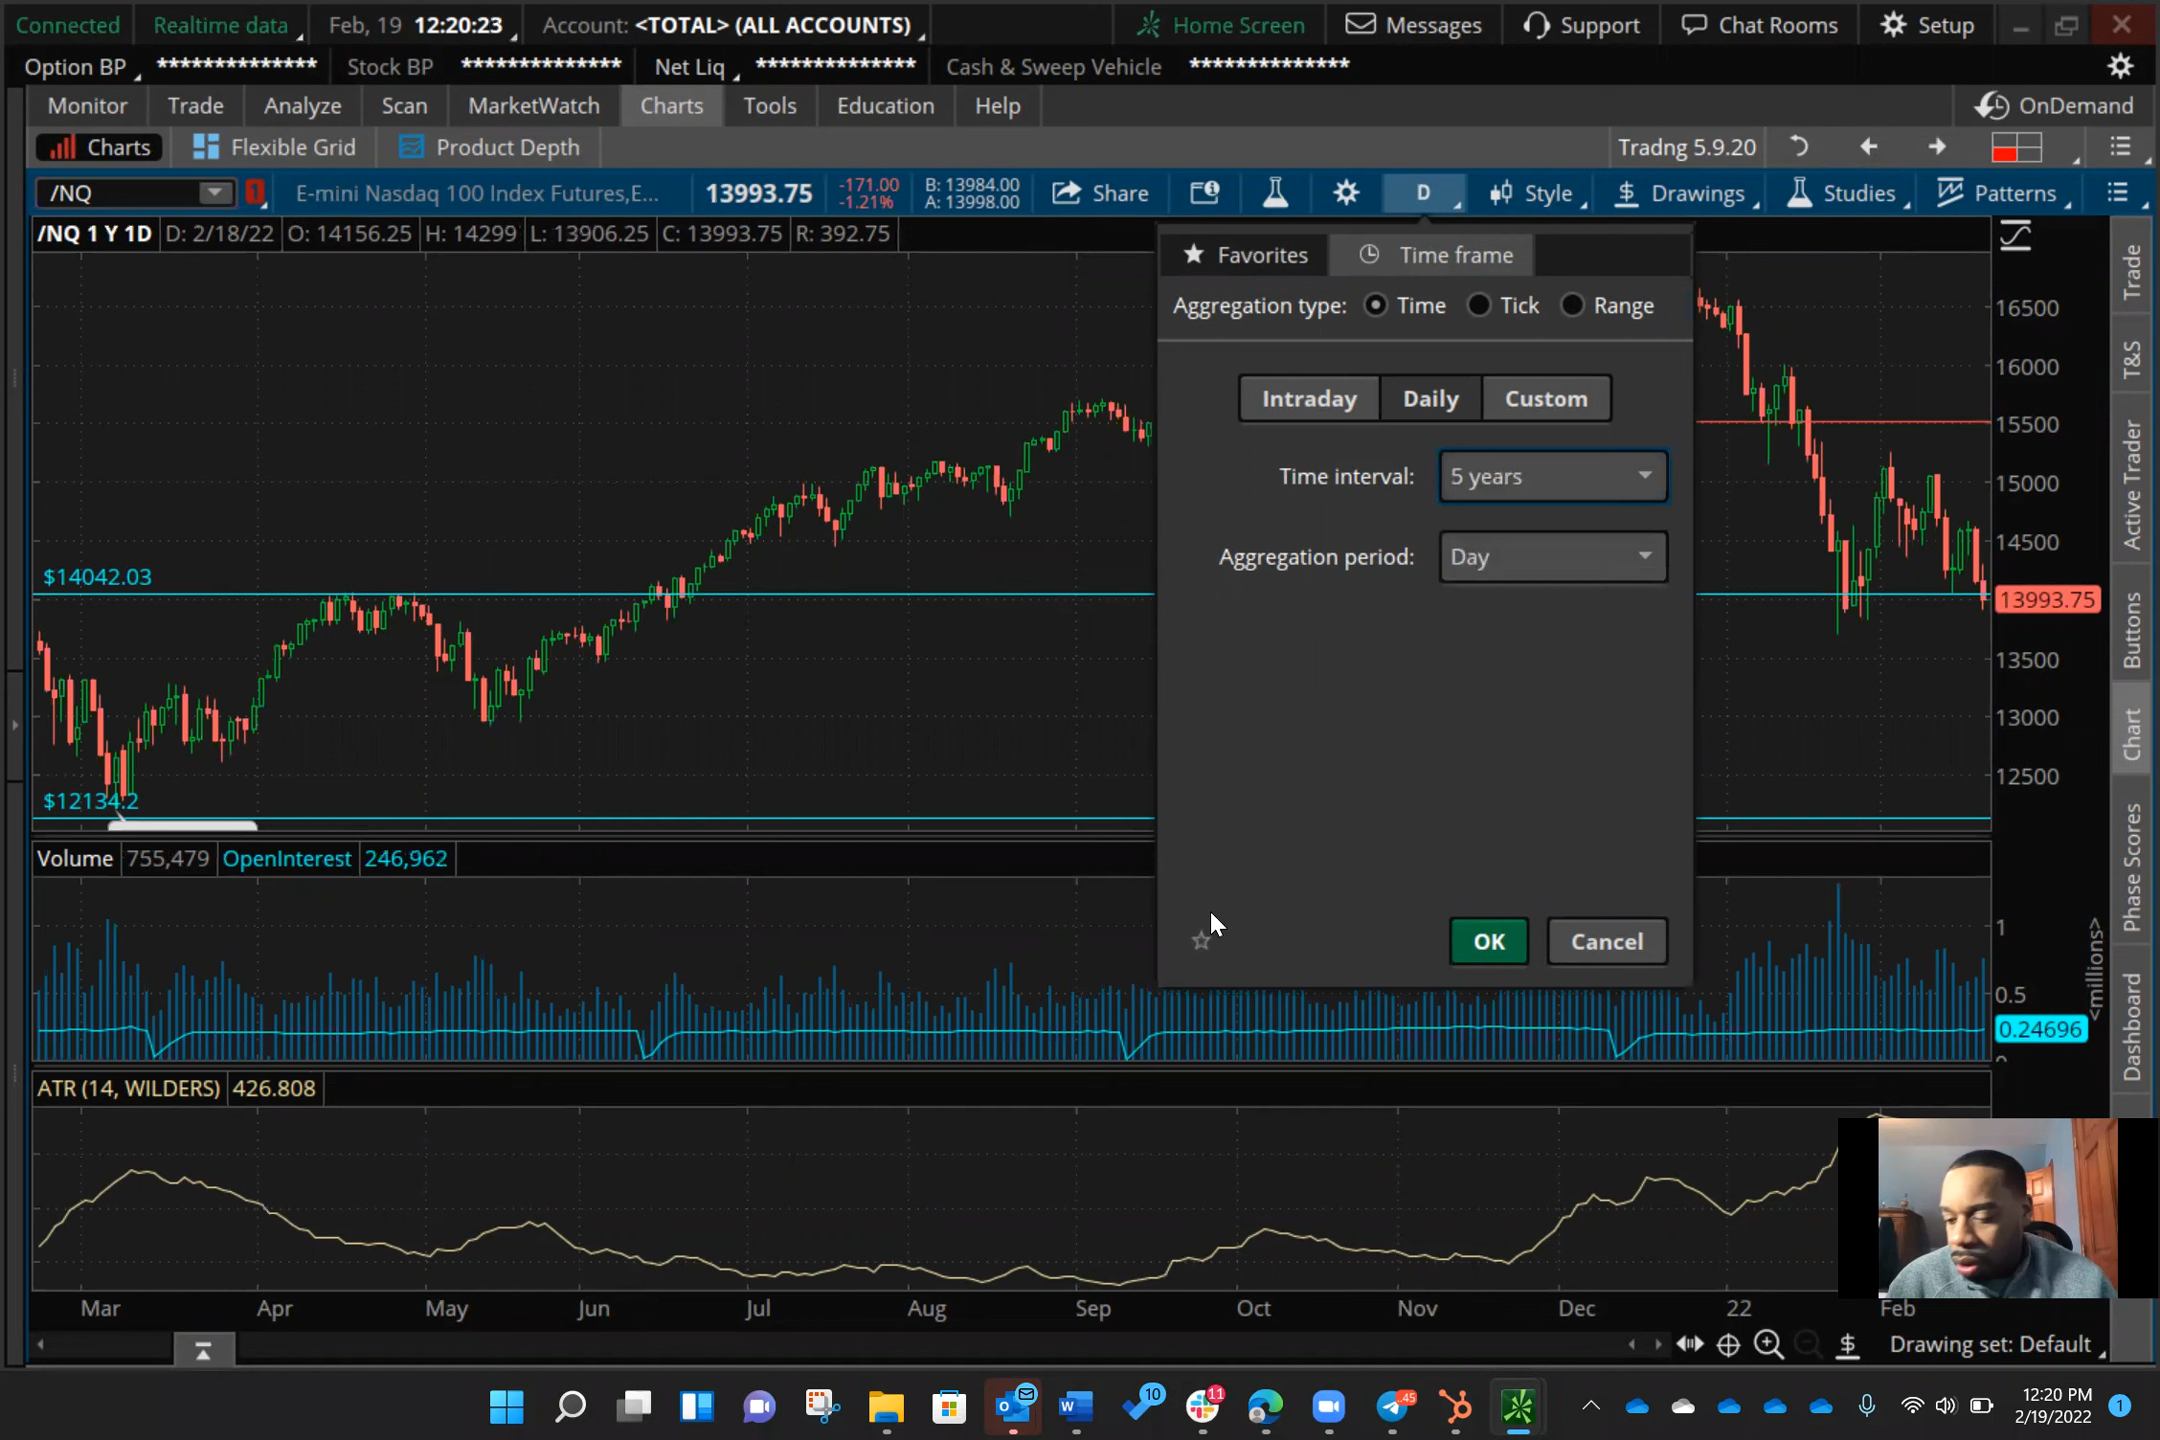 Connected Realtime data Feb, 19 12:20:23 Account: <TOTAL> (ALL ACCOUNTS) Home Screen Messages Support Chat Rooms Setup
Option BP ************** Stock BP ************** Net Liq ************** Cash & Sweep Vehicle **************
Monitor Trade Analyze Scan MarketWatch Charts Tools Education Help OnDemand
Charts Flexible Grid Product Depth Tradng 5.9.20
/NQ 1 E-mini Nasdaq 100 Index Futures,E... 13993.75 -171.00 B: 13984.00 Share D Style Drawings Studies Patterns
-1.21% A: 13998.00
/NQ 1 Y 1D D: 2/18/22 O: 14156.25 H: 14299 L: 13906.25 C: 13993.75 R: 392.75
Favorites Time frame
Aggregation type: Time Tick Range
Intraday Daily Custom
Time interval: 5 years
Aggregation period: Day
OK Cancel
$14042.03
$12134.2
16500
16000
15500
15000
14500
13993.75
13500
13000
12500
Volume 755,479 OpenInterest 246,962
1
0.5
0.24696
0
<millions>
ATR (14, WILDERS) 426.808
Mar Apr May Jun Jul Aug Sep Oct Nov Dec 22 Feb
Drawing set: Default
Trade
T&S
Active Trader
Buttons
Chart
Phase Scores
Dashboard
10 11 45
12:20 PM
2/19/2022
1